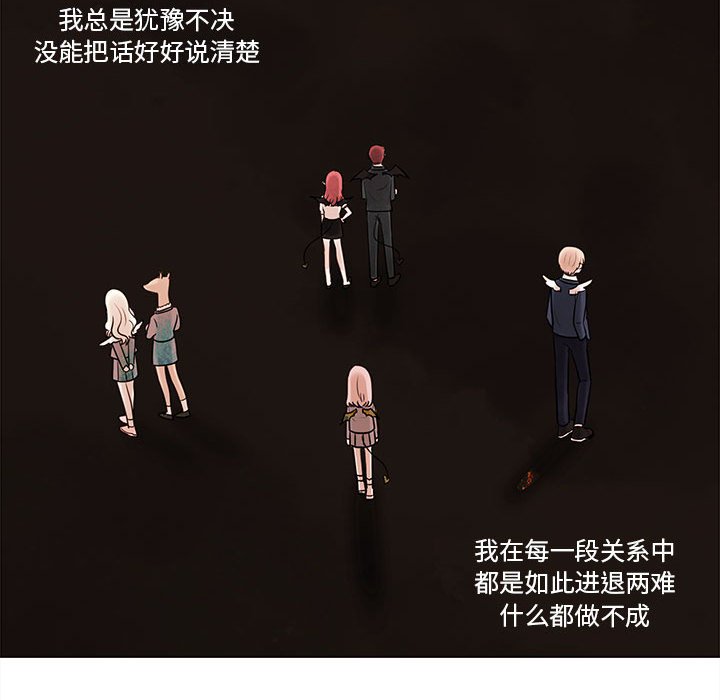 我总是犹豫不决
没能把话好好说清楚
我在每一段关系中
都是如此进退两难
什么都做不成